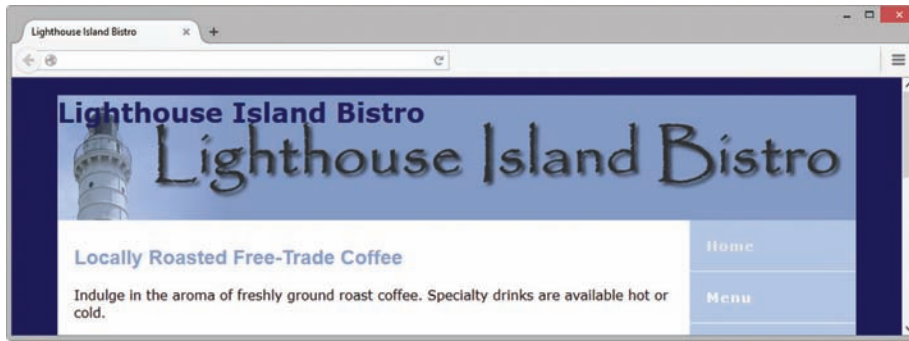 Lighthouse Island Bistro
Lighthouse Island Bistro
Lighthouse Island Bistro
Locally Roasted Free-Trade Coffee
Home
Indulge in the aroma of freshly ground roast coffee. Specialty drinks are available hot or
cold.
Menu